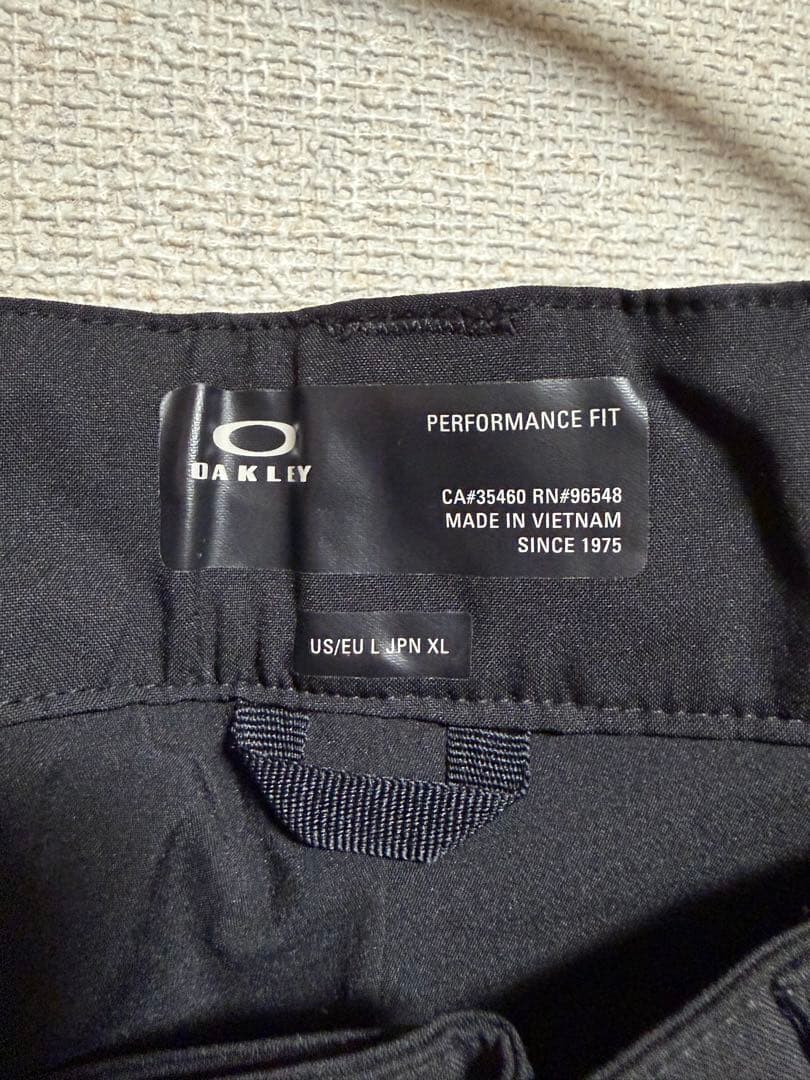 OAKLEY
PERFORMANCE FIT
CA#35460 RN#96548
MADE IN VIETNAM
SINCE 1975
US/EU L JPN XL